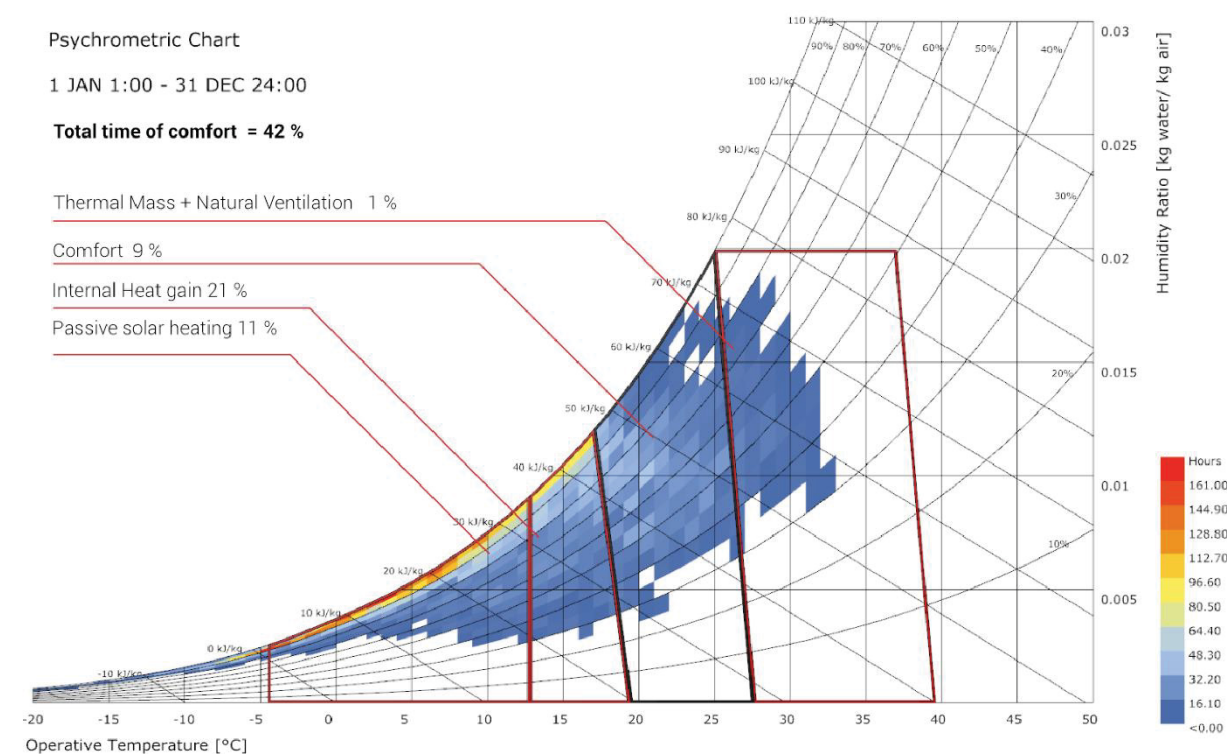 Psychrometric Chart
1 JAN 1:00 - 31 DEC 24:00
Total time of comfort = 42 %
Thermal Mass + Natural Ventilation 1 %
Comfort 9 %
Internal Heat gain 21 %
Passive solar heating 11 %
110 kJ/kg
100 kJ/kg
90 kJ/kg
80 kJ/kg
70 kJ/kg
60 kJ/kg
50 kJ/kg
40 kJ/kg
30 kJ/kg
20 kJ/kg
10 kJ/kg
0 kJ/kg
-10 kJ/kg
90% 80% 70% 60% 50% 40%
30%
20%
10%
0.03
0.025
0.02
0.015
0.01
0.005
Humidity Ratio [kg water/ kg air]
Hours
161.00
144.90
128.80
112.70
96.60
80.50
64.40
48.30
32.20
16.10
<0.00
-20 -15 -10 -5 0 5 10 15 20 25 30 35 40 45 50
Operative Temperature [°C]